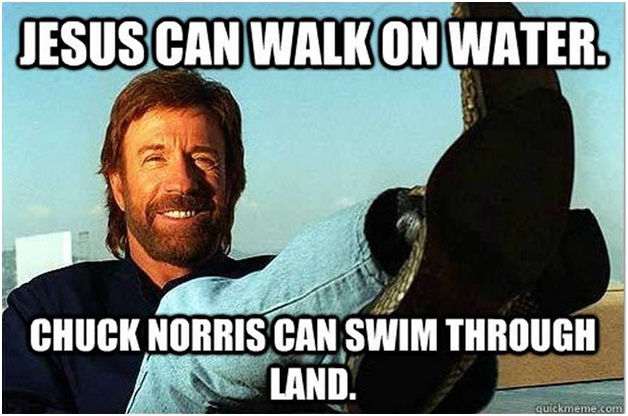 JESUS CAN WALK ON WATER.
CHUCK NORRIS CAN SWIM THROUGH
LAND.
quickmeme.com